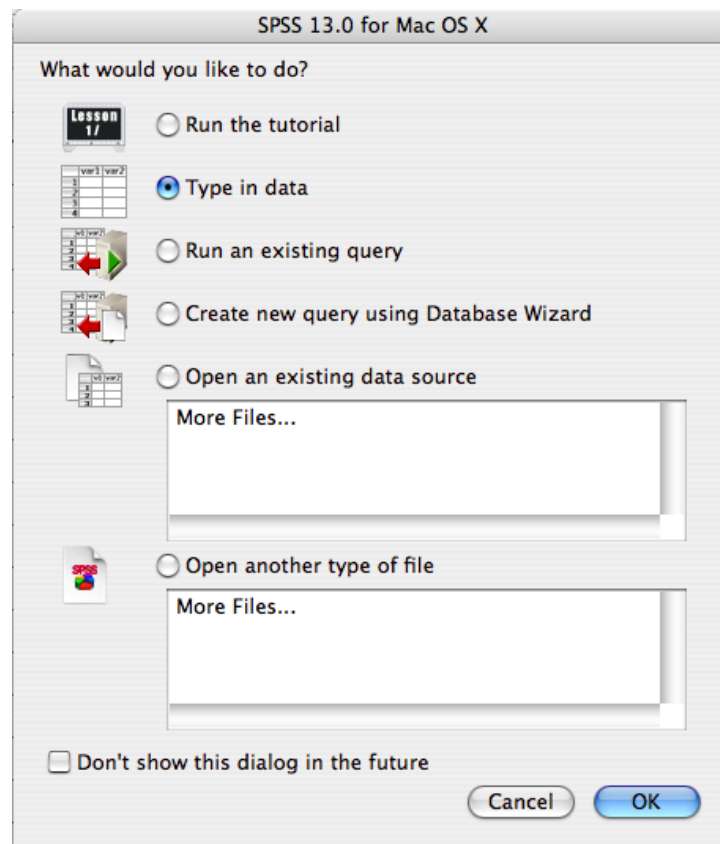 SPSS 13.0 for Mac OS X
What would you like to do?
Lesson
1/
Run the tutorial
var1 var2
1
2
3
4
Type in data
Run an existing query
Create new query using Database Wizard
Open an existing data source
More Files...
SPSS
Open another type of file
More Files...
Don't show this dialog in the future
Cancel OK